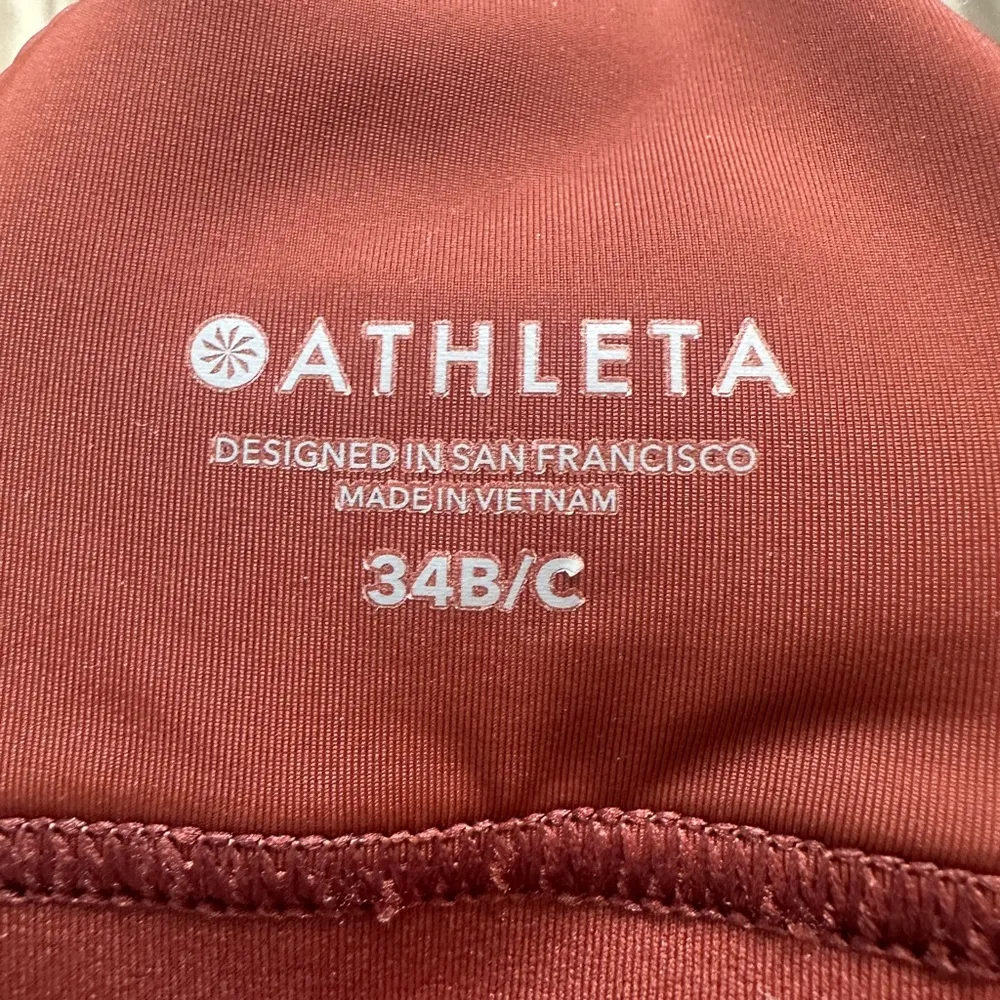 ATHLETA
DESIGNED IN SAN FRANCISCO
MADE IN VIETNAM
34B/C